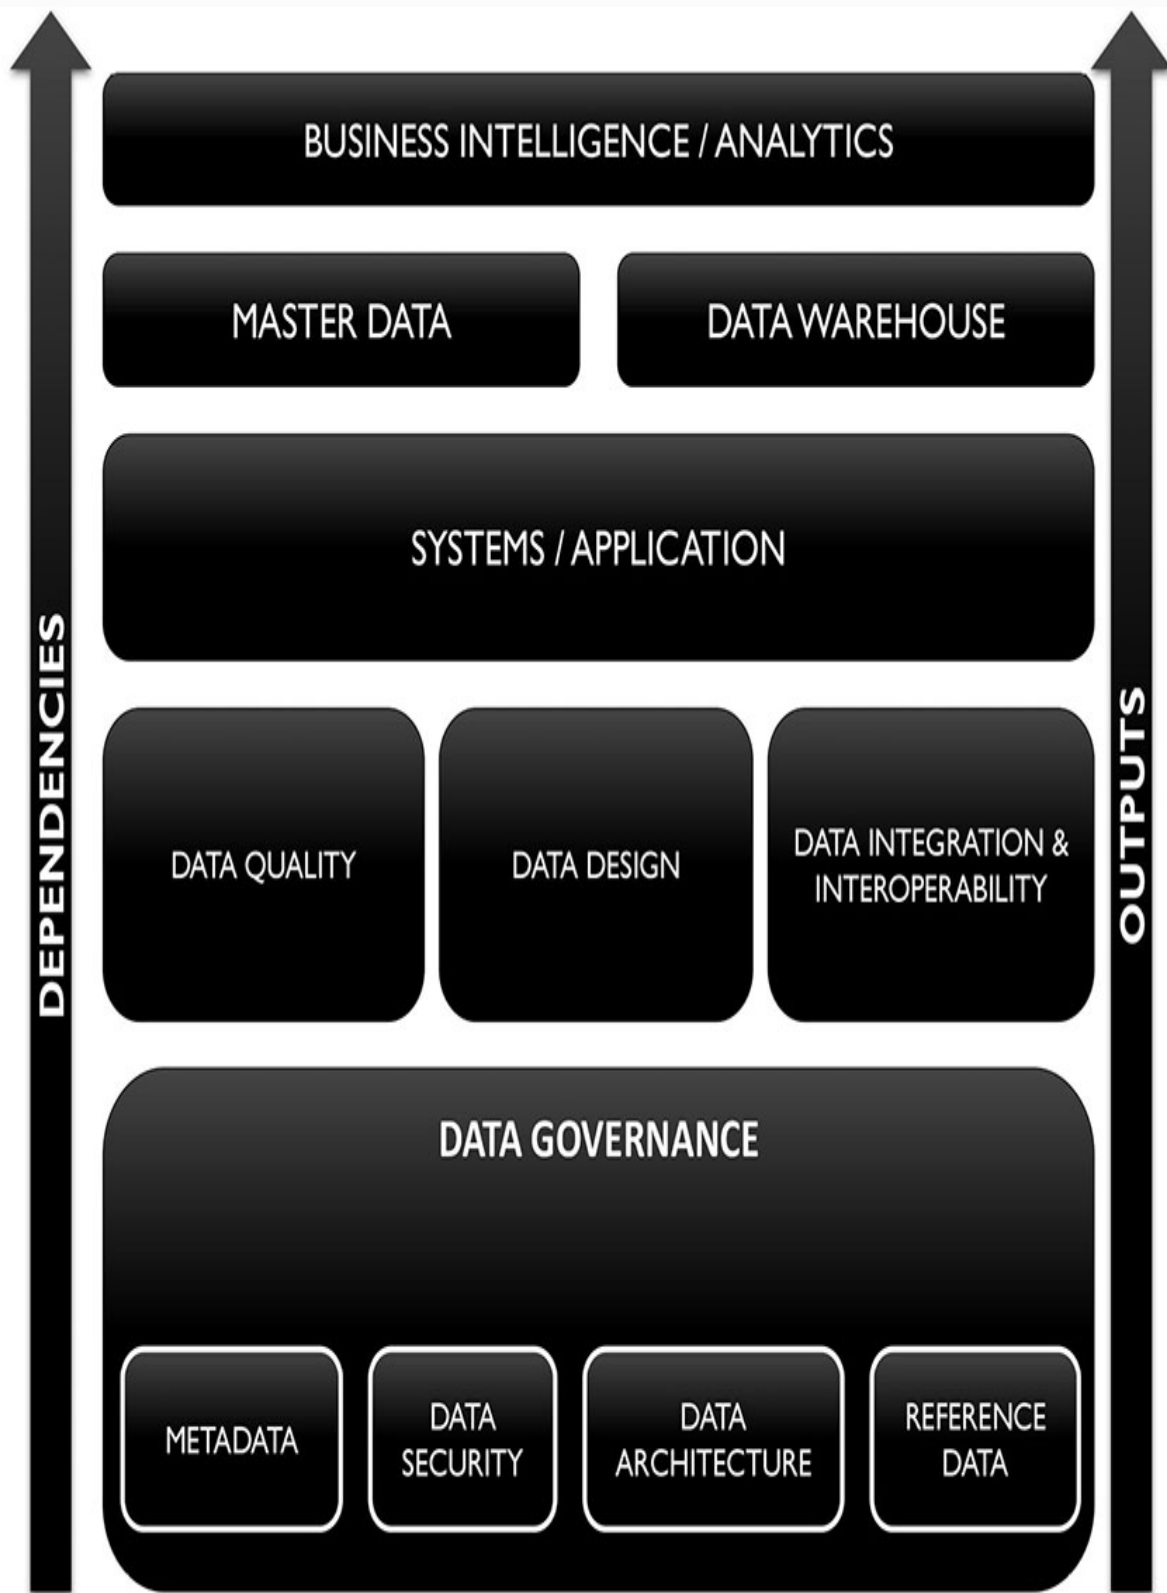 BUSINESS INTELLIGENCE / ANALYTICS
MASTER DATA
DATA WAREHOUSE
SYSTEMS / APPLICATION
DEPENDENCIES
OUTPUTS
DATA QUALITY
DATA DESIGN
DATA INTEGRATION &
INTEROPERABILITY
DATA GOVERNANCE
METADATA
DATA
SECURITY
DATA
ARCHITECTURE
REFERENCE
DATA